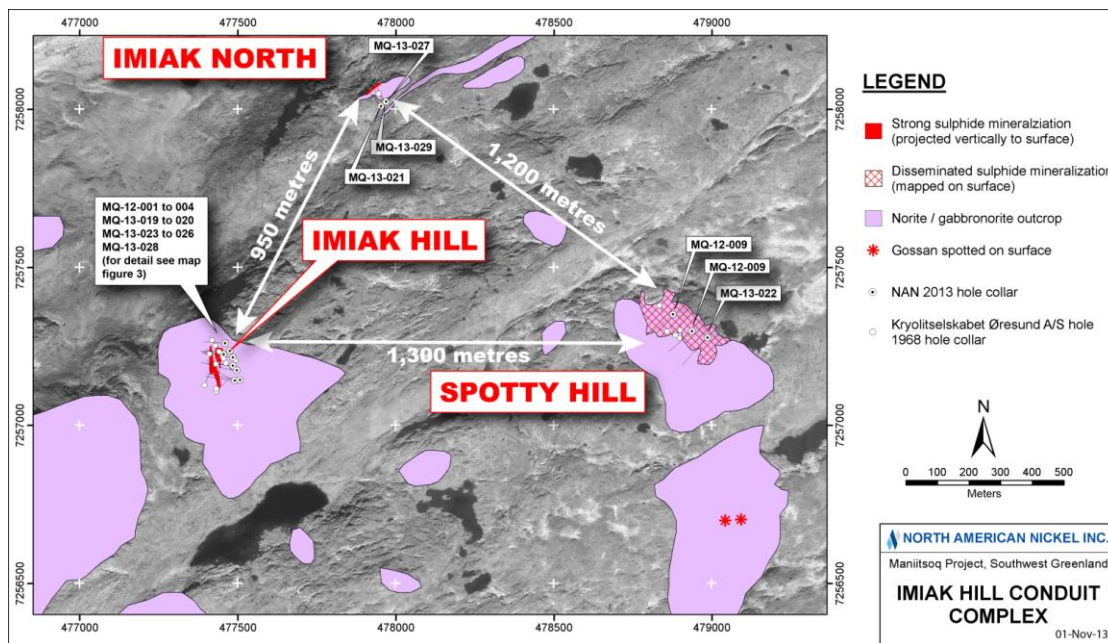 477000
477500
478000
478500
479000
7258000
7257500
7257000
7256500
7258000
7257500
7257000
7256500
477000
477500
478000
478500
479000
IMIAK NORTH
MQ-13-027
MQ-13-029
MQ-13-021
950 metres
1,200 metres
MQ-12-001 to 004
MQ-13-019 to 020
MQ-13-023 to 026
MQ-13-028
(for detail see map
figure 3)
IMIAK HILL
MQ-12-009
MQ-12-009
MQ-13-022
1,300 metres
SPOTTY HILL
LEGEND
Strong sulphide mineralziation
(projected vertically to surface)
Disseminated sulphide mineralization
(mapped on surface)
Norite / gabbronorite outcrop
Gossan spotted on surface
NAN 2013 hole collar
Kryolitselskabet Øresund A/S hole
1968 hole collar
N
0 100 200 300 400 500
Meters
NORTH AMERICAN NICKEL INC.
Maniitsoq Project, Southwest Greenland
IMIAK HILL CONDUIT
COMPLEX
01-Nov-13